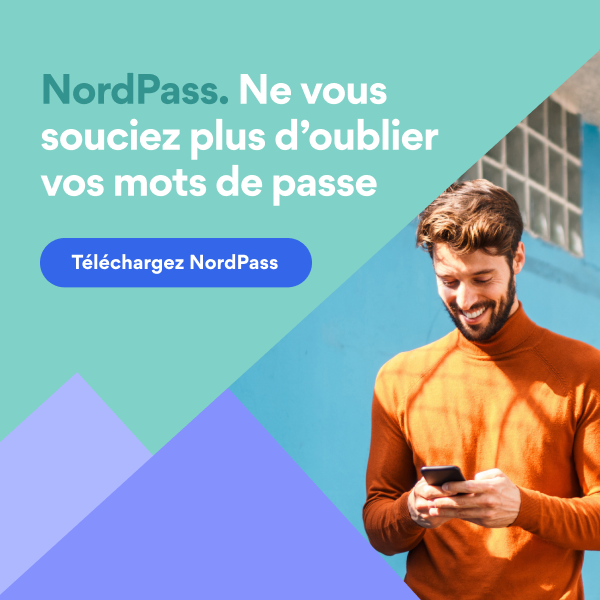 NordPass. Ne vous
souciez plus d’oublier
vos mots de passe
Téléchargez NordPass